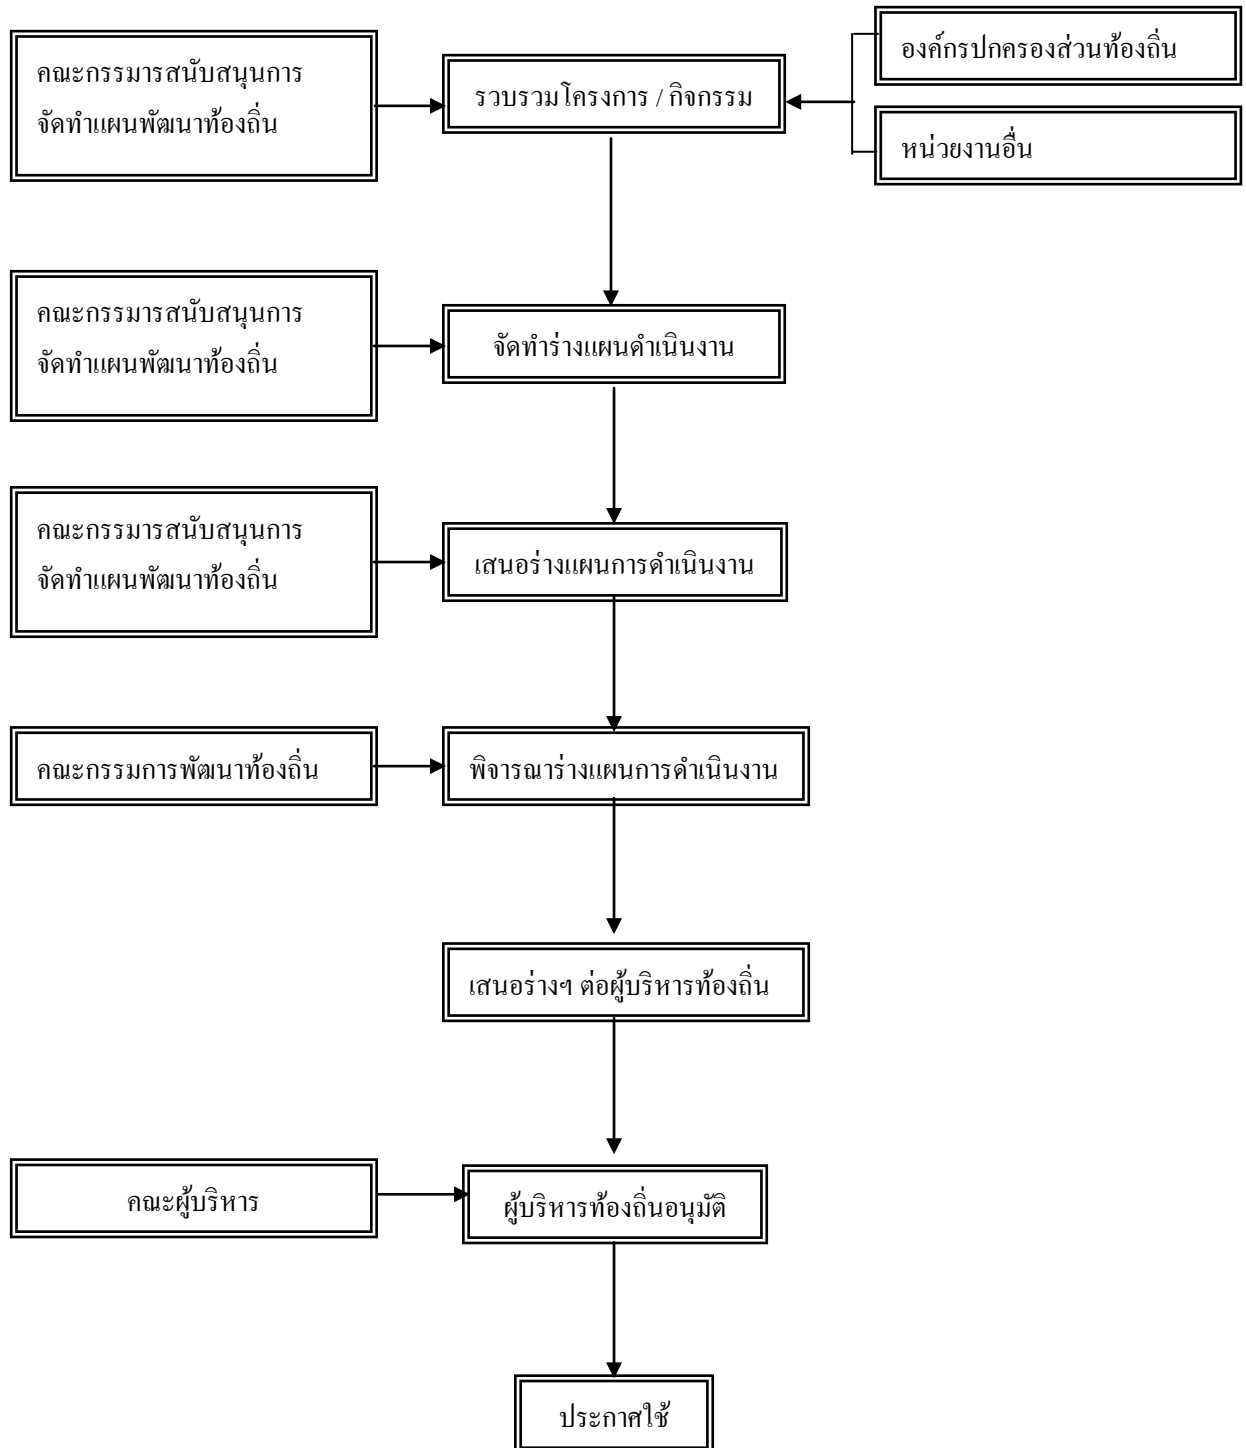 คณะกรรมารสนับสนุนการ
จัดทำแผนพัฒนาท้องถิ่น
รวบรวมโครงการ / กิจกรรม
องค์กรปกครองส่วนท้องถิ่น
หน่วยงานอื่น
คณะกรรมารสนับสนุนการ
จัดทำแผนพัฒนาท้องถิ่น
จัดทำร่างแผนดำเนินงาน
คณะกรรมารสนับสนุนการ
จัดทำแผนพัฒนาท้องถิ่น
เสนอร่างแผนการดำเนินงาน
คณะกรรมการพัฒนาท้องถิ่น
พิจารณาร่างแผนการดำเนินงาน
เสนอร่างฯ ต่อผู้บริหารท้องถิ่น
คณะผู้บริหาร
ผู้บริหารท้องถิ่นอนุมัติ
ประกาศใช้